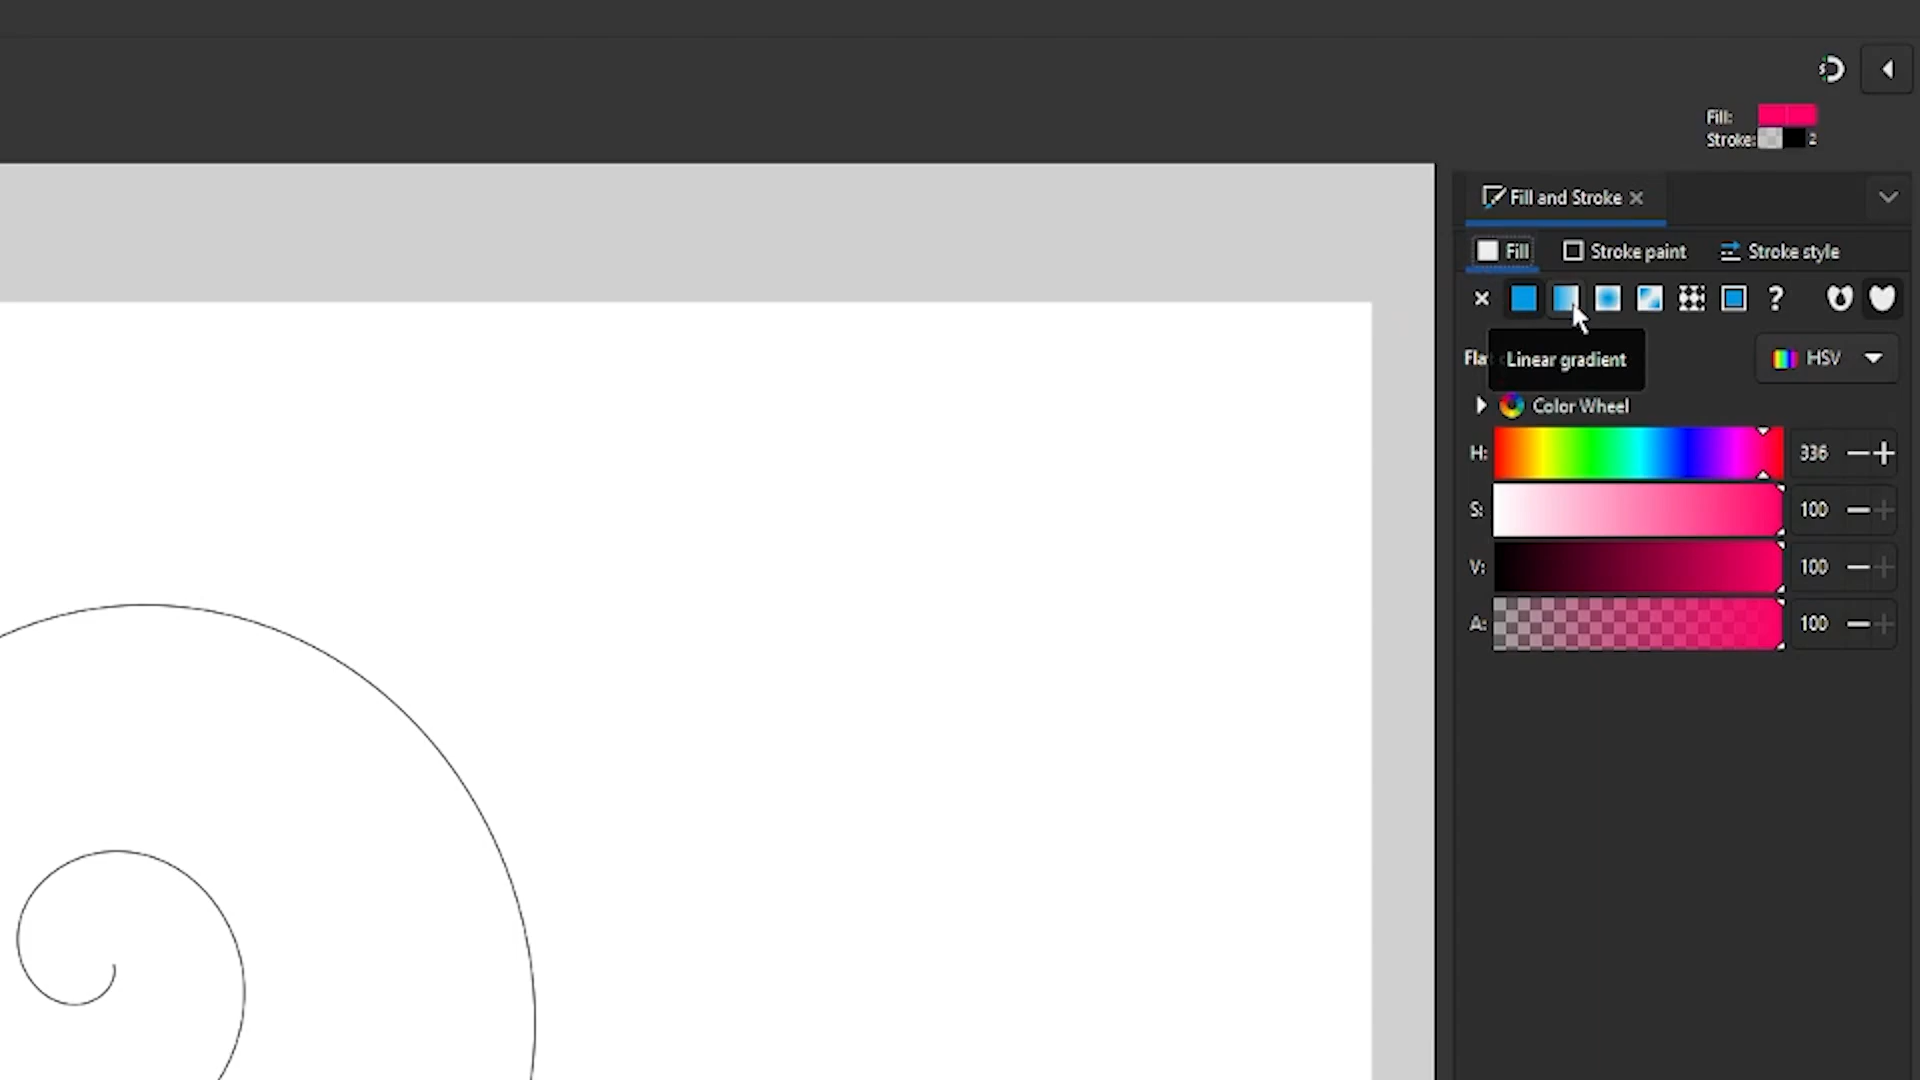 Fill:
Stroke: 2
Fill and Stroke
Fill Stroke paint Stroke style
?
Linear gradient
HSV
Color Wheel
H: 336
S: 100
V: 100
A: 100